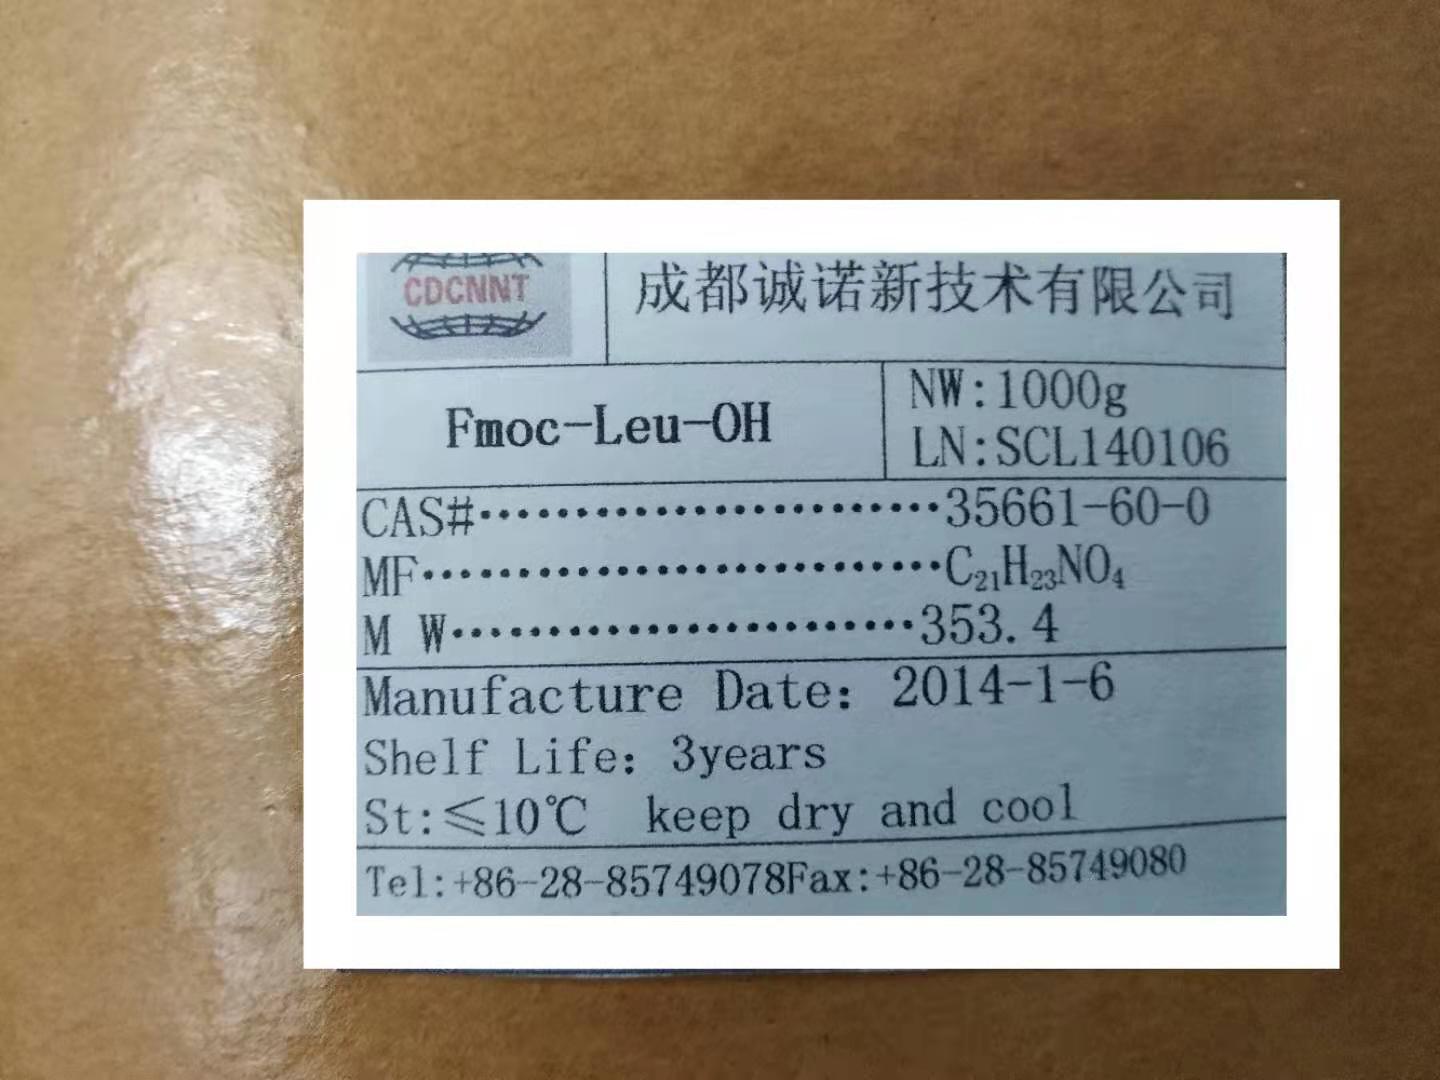 CDCNNT
成都诚诺新技术有限公司
Fmoc-Leu-OH
NW:1000g
LN:SCL140106
CAS#························35661-60-0
MF···························C₂₁H₂₃NO₄
M W························353.4
Manufacture Date: 2014-1-6
Shelf Life: 3years
St:≤10℃ keep dry and cool
Tel:+86-28-85749078Fax:+86-28-85749080